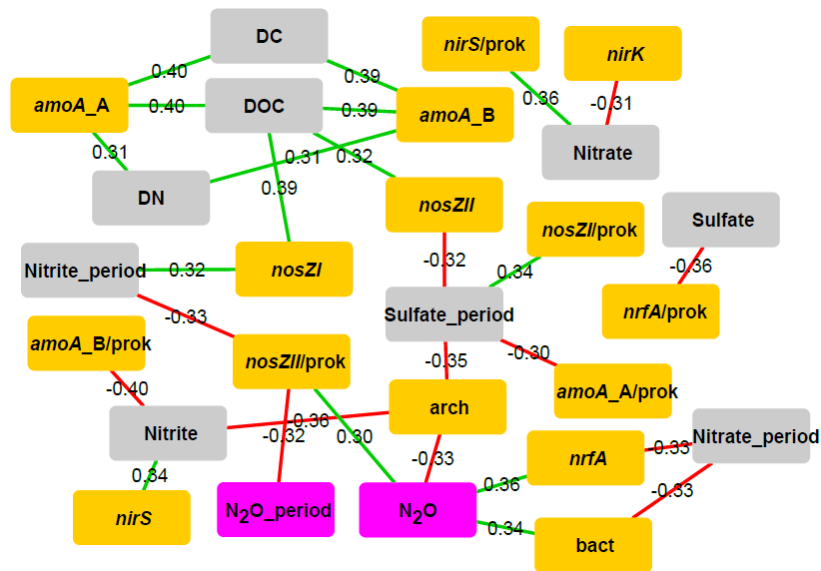 DC
nirS/prok
nirK
0.40
0.39
amoA_A
0.40
DOC
0.39
amoA_B
0.36
-0.31
Nitrate
0.31
0.31
0.32
DN
0.39
nosZII
Sulfate
nosZI/prok
Nitrite_period
0.32
nosZI
-0.32
0.34
-0.36
-0.33
Sulfate_period
nrfA/prok
amoA_B/prok
nosZII/prok
-0.35
-0.30
-0.40
amoA_A/prok
arch
Nitrite
-0.36
-0.32
0.30
-0.33
Nitrate_period
nrfA
-0.33
0.34
0.36
-0.33
nirS
N₂O_period
N₂O
0.34
bact